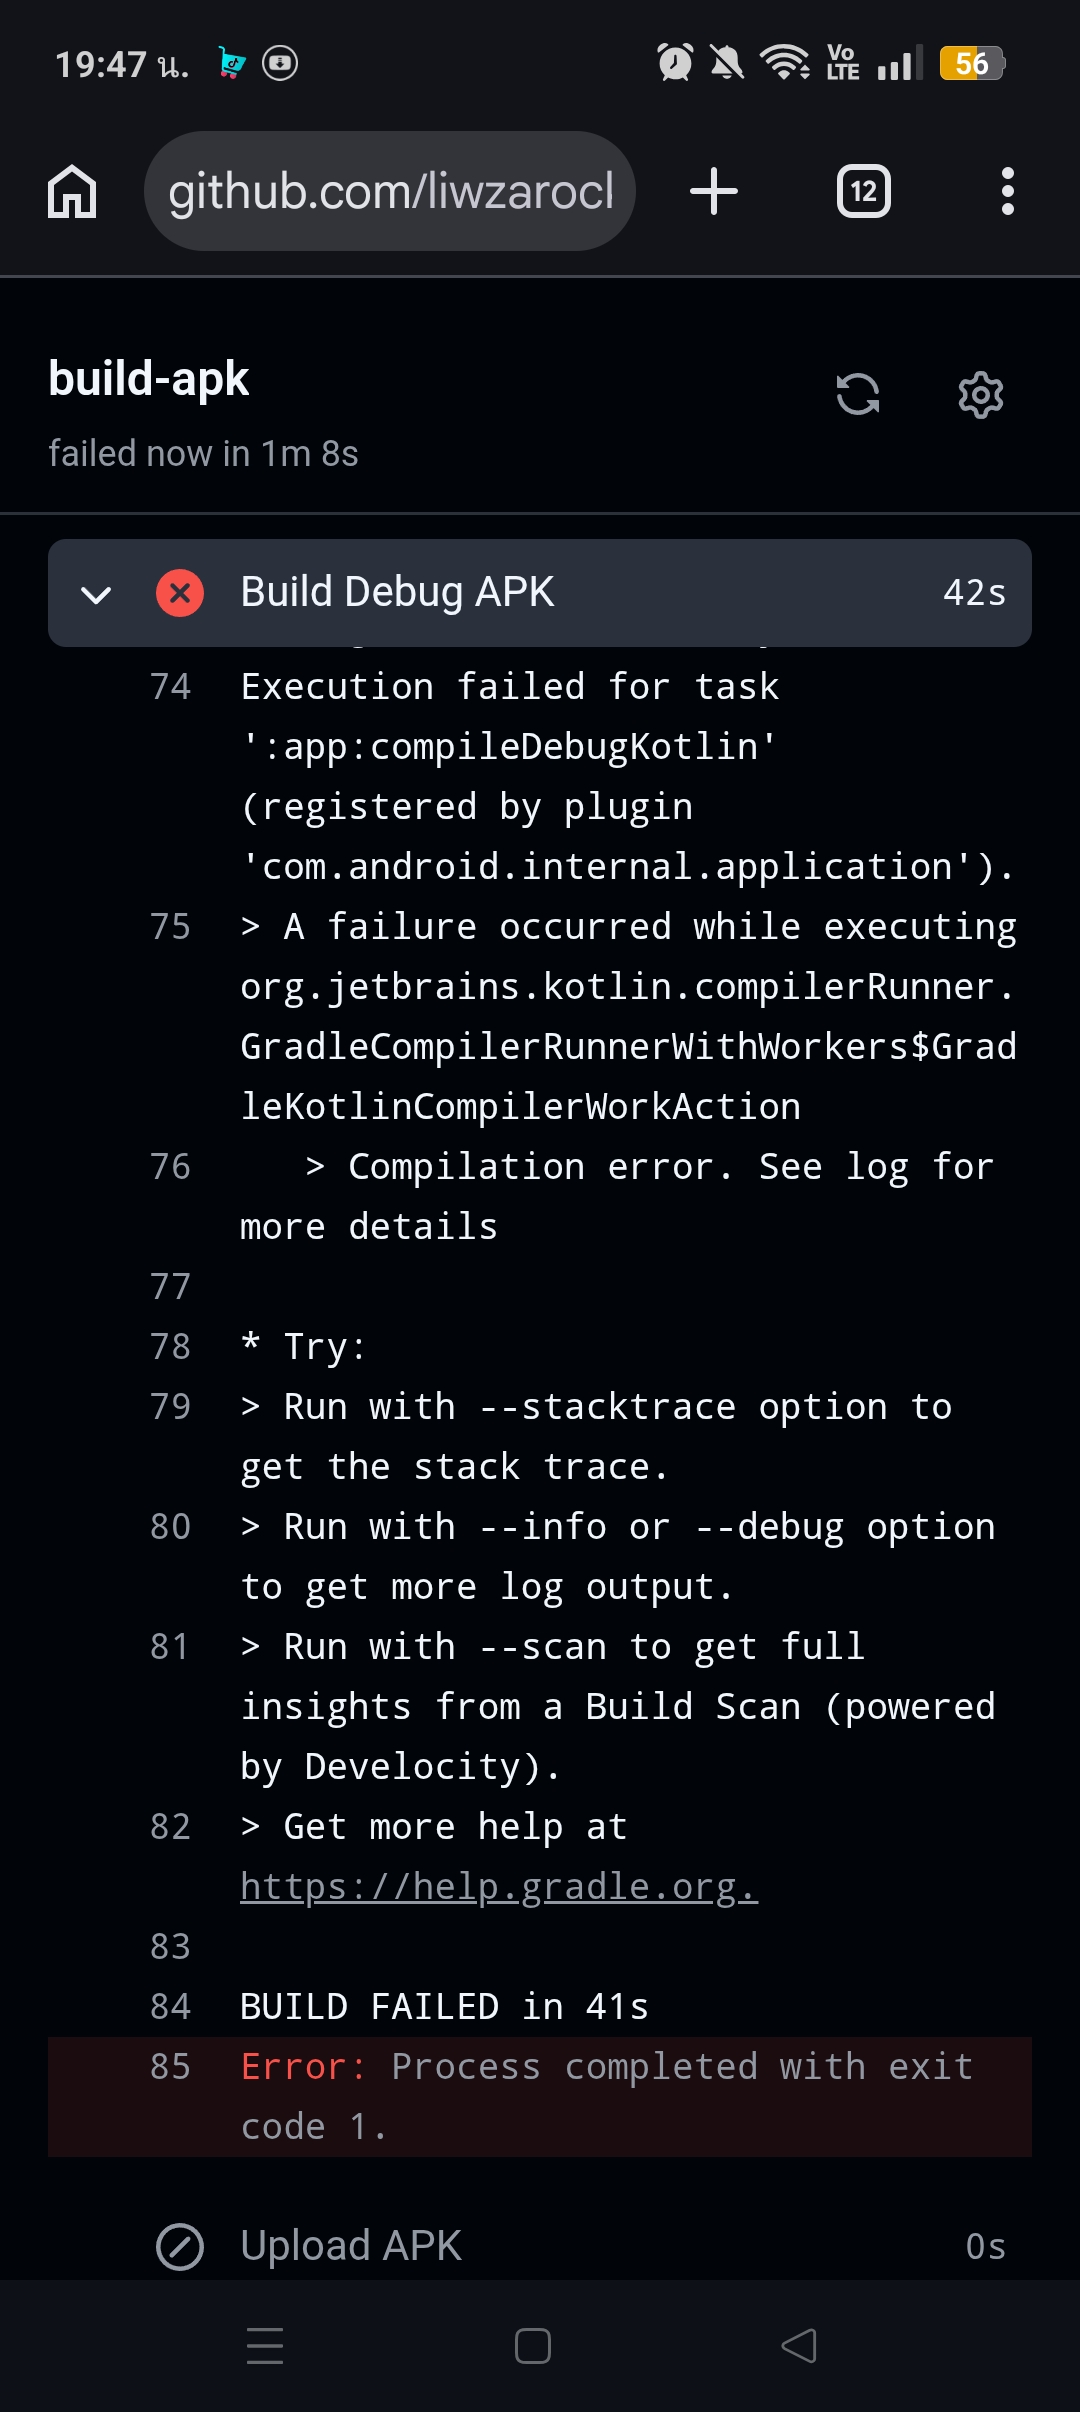 19:47 น.
Vo
LTE
56
github.com/liwzarocl
12
build-apk
failed now in 1m 8s
Build Debug APK 42s
74 Execution failed for task
':app:compileDebugKotlin'
(registered by plugin
'com.android.internal.application').
75 > A failure occurred while executing
org.jetbrains.kotlin.compilerRunner.
GradleCompilerRunnerWithWorkers$Grad
leKotlinCompilerWorkAction
76 > Compilation error. See log for
more details
77
78 * Try:
79 > Run with --stacktrace option to
get the stack trace.
80 > Run with --info or --debug option
to get more log output.
81 > Run with --scan to get full
insights from a Build Scan (powered
by Develocity).
82 > Get more help at
https://help.gradle.org.
83
84 BUILD FAILED in 41s
85 Error: Process completed with exit
code 1.
Upload APK 0s